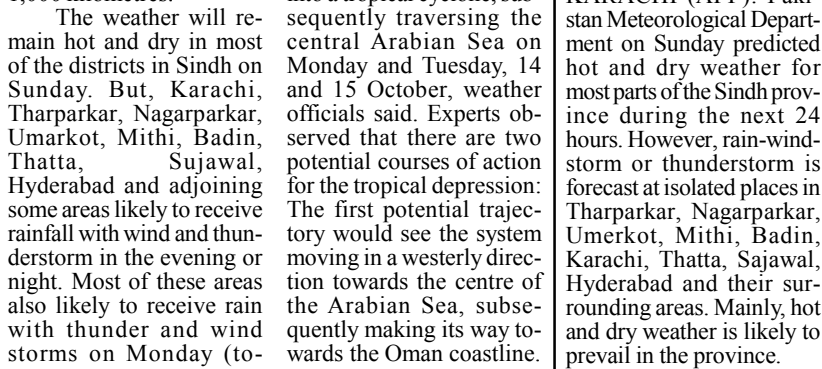 The weather will re-
main hot and dry in most
of the districts in Sindh on
Sunday. But, Karachi,
Tharparkar, Nagarparkar,
Umarkot, Mithi, Badin,
Thatta, Sujawal,
Hyderabad and adjoining
some areas likely to receive
rainfall with wind and thun-
derstorm in the evening or
night. Most of these areas
also likely to receive rain
with thunder and wind
storms on Monday (to-
into a tropical cyclone, sub-
sequently traversing the
central Arabian Sea on
Monday and Tuesday, 14
and 15 October, weather
officials said. Experts ob-
served that there are two
potential courses of action
for the tropical depression:
The first potential trajec-
tory would see the system
moving in a westerly direc-
tion towards the centre of
the Arabian Sea, subse-
quently making its way to-
wards the Oman coastline.
KARACHI (APP): Paki-
stan Meteorological Depart-
ment on Sunday predicted
hot and dry weather for
most parts of the Sindh prov-
ince during the next 24
hours. However, rain-wind-
storm or thunderstorm is
forecast at isolated places in
Tharparkar, Nagarparkar,
Umerkot, Mithi, Badin,
Karachi, Thatta, Sajawal,
Hyderabad and their sur-
rounding areas. Mainly, hot
and dry weather is likely to
prevail in the province.